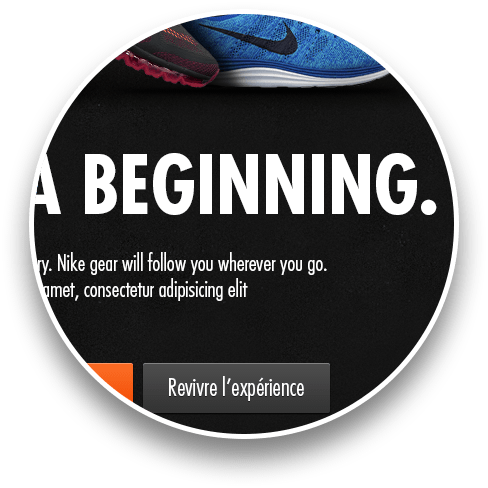 A BEGINNING.
ry. Nike gear will follow you wherever you go.
amet, consectetur adipisicing elit
Revivre l’expérience